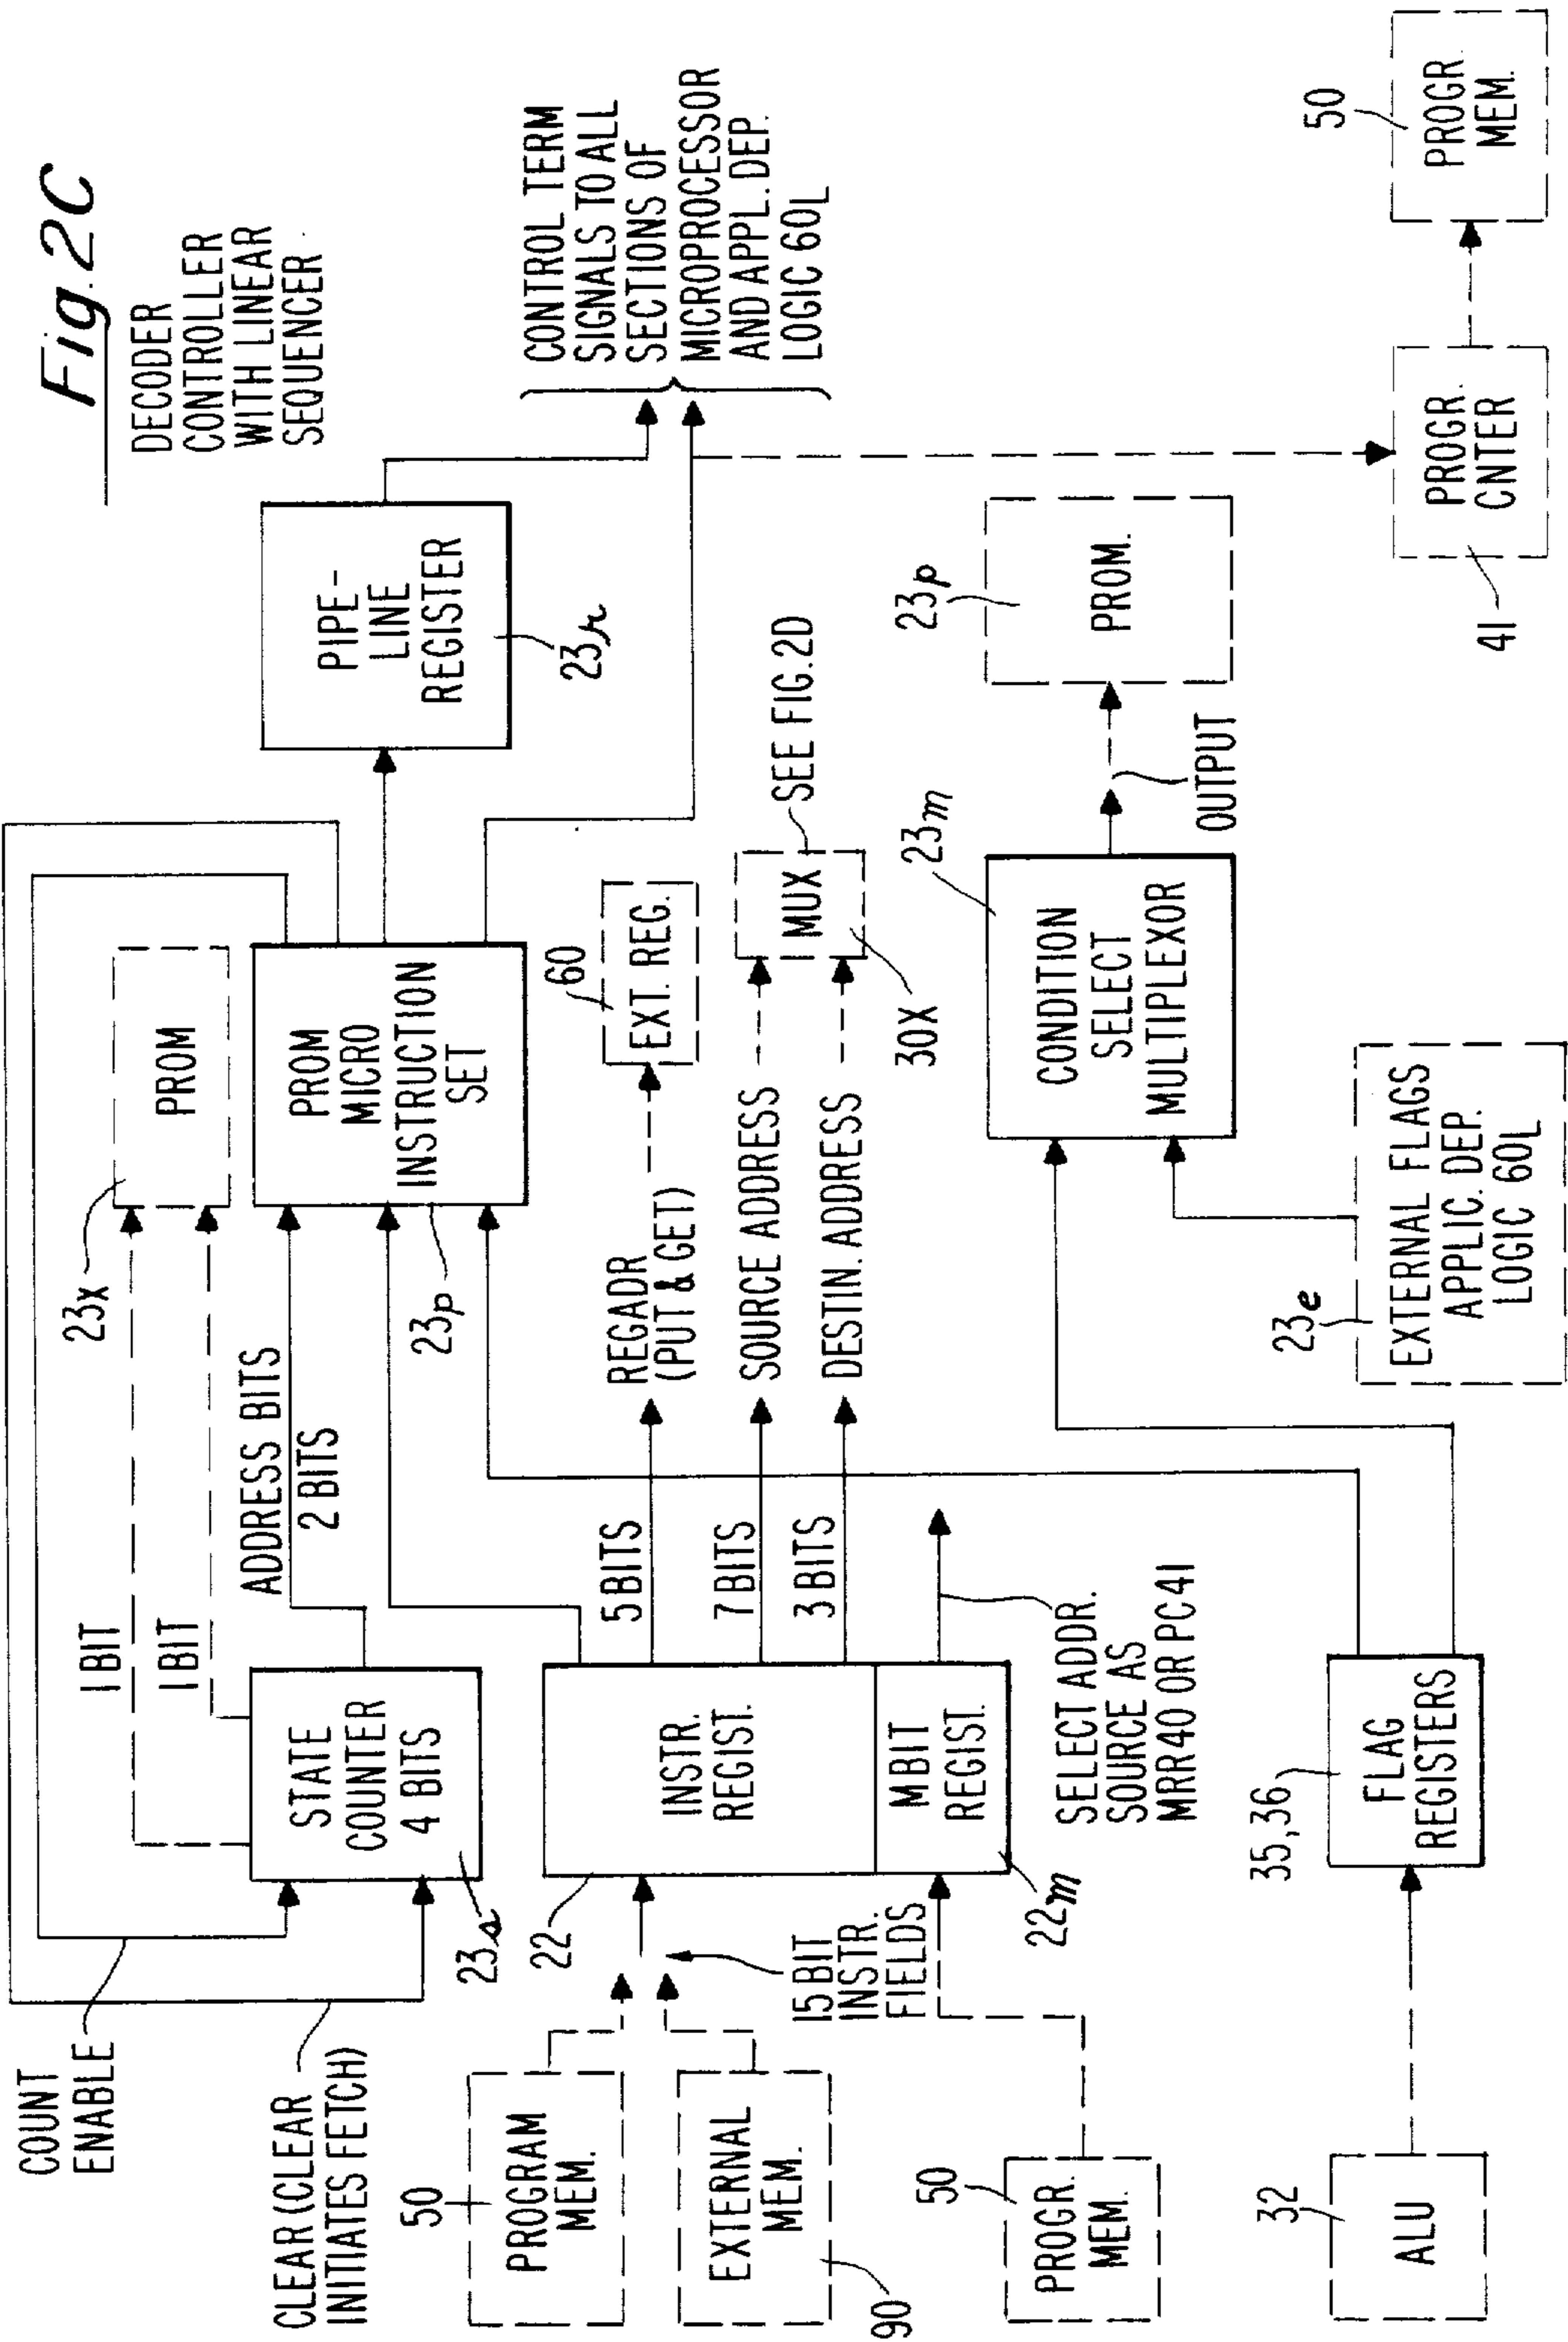 Fig. 2C
DECODER
CONTROLLER
WITH LINEAR
SEQUENCER
COUNT
ENABLE
CLEAR (CLEAR
INITIATES FETCH)
1 BIT
1 BIT
ADDRESS BITS
2 BITS
STATE
COUNTER
4 BITS
23s
23x
PROM
PROM
MICRO
INSTRUCTION
SET
23p
PIPE-
LINE
REGISTER
23r
CONTROL TERM
SIGNALS TO ALL
SECTIONS OF
MICROPROCESSOR
AND APPL. DEP.
LOGIC 60L
50
PROGRAM
MEM.
EXTERNAL
MEM.
90
15 BIT
INSTR.
FIELDS
22
INSTR.
REGIST.
MBIT
REGIST.
22m
5 BITS
7 BITS
3 BITS
REGADR
(PUT & GET)
SOURCE ADDRESS
DESTIN. ADDRESS
60
EXT. REG.
MUX
SEE FIG. 2D
30X
SELECT ADDR.
SOURCE AS
MRR40 OR PC41
50
PROGR.
MEM.
32
ALU
35,36
FLAG
REGISTERS
23e
EXTERNAL FLAGS
APPLIC. DEP.
LOGIC 60L
CONDITION
SELECT
MULTIPLEXOR
23m
OUTPUT
23p
PROM.
PROGR.
CNTER
41
50
PROGR.
MEM.